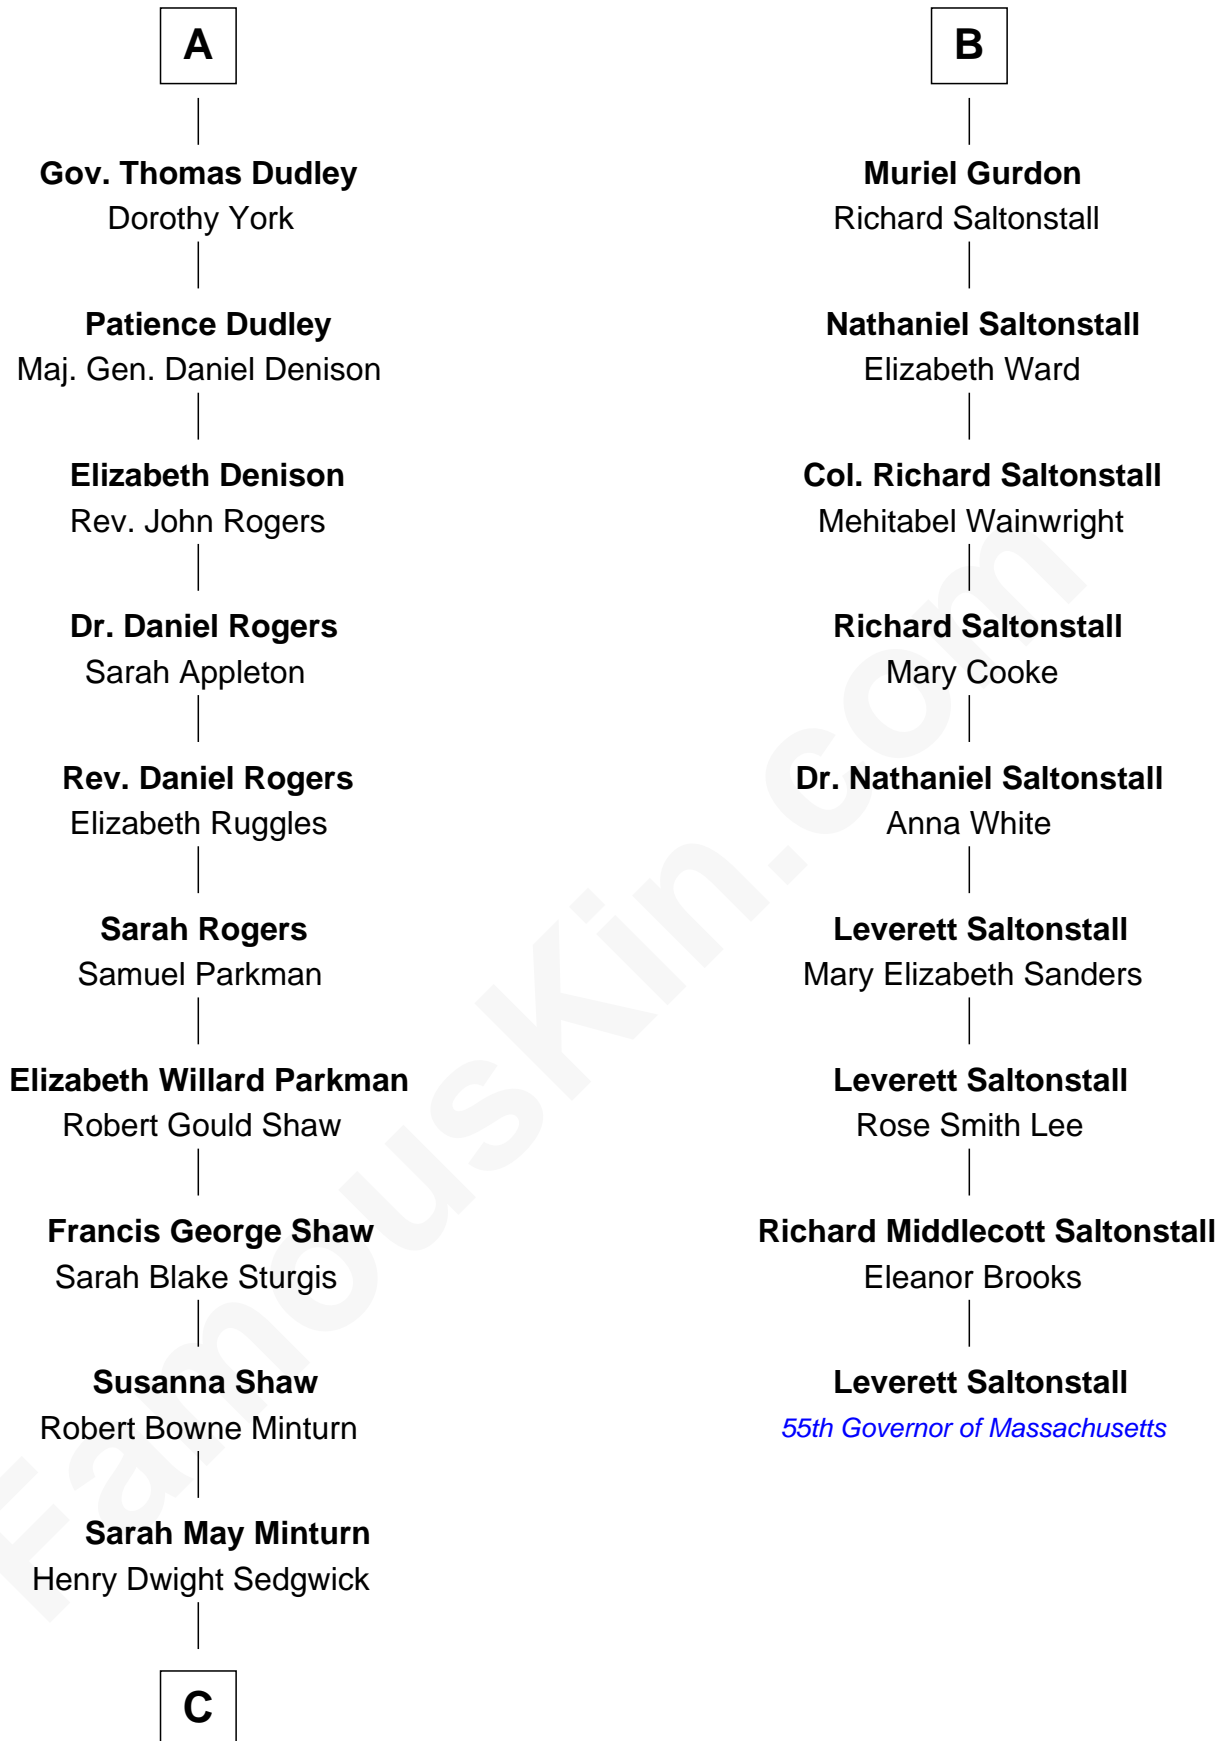 A
Gov. Thomas Dudley
Dorothy York
Patience Dudley
Maj. Gen. Daniel Denison
Elizabeth Denison
Rev. John Rogers
Dr. Daniel Rogers
Sarah Appleton
Rev. Daniel Rogers
Elizabeth Ruggles
Sarah Rogers
Samuel Parkman
Elizabeth Willard Parkman
Robert Gould Shaw
Francis George Shaw
Sarah Blake Sturgis
Susanna Shaw
Robert Bowne Minturn
Sarah May Minturn
Henry Dwight Sedgwick
C
B
Muriel Gurdon
Richard Saltonstall
Nathaniel Saltonstall
Elizabeth Ward
Col. Richard Saltonstall
Mehitabel Wainwright
Richard Saltonstall
Mary Cooke
Dr. Nathaniel Saltonstall
Anna White
Leverett Saltonstall
Mary Elizabeth Sanders
Leverett Saltonstall
Rose Smith Lee
Richard Middlecott Saltonstall
Eleanor Brooks
Leverett Saltonstall
55th Governor of Massachusetts
FamousKin.com